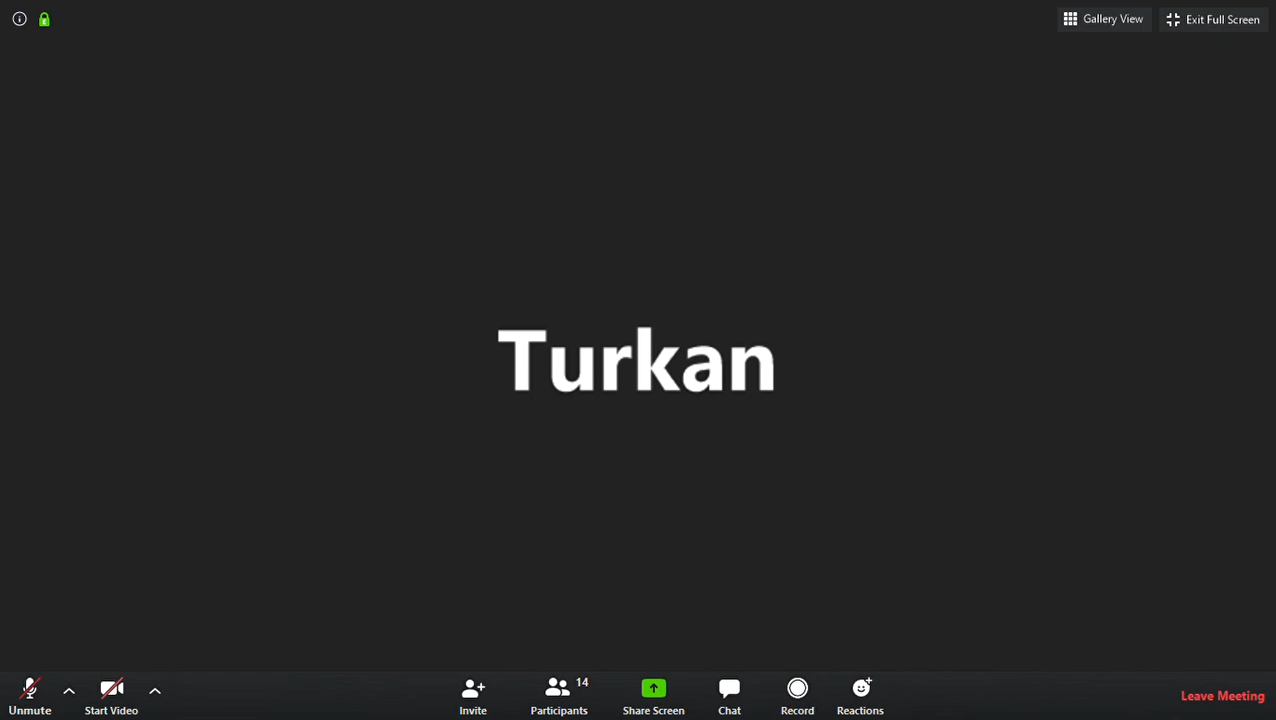 Gallery View
Exit Full Screen
Turkan
14
Unmute
Start Video
Invite
Participants
Share Screen
Chat
Record
Reactions
Leave Meeting